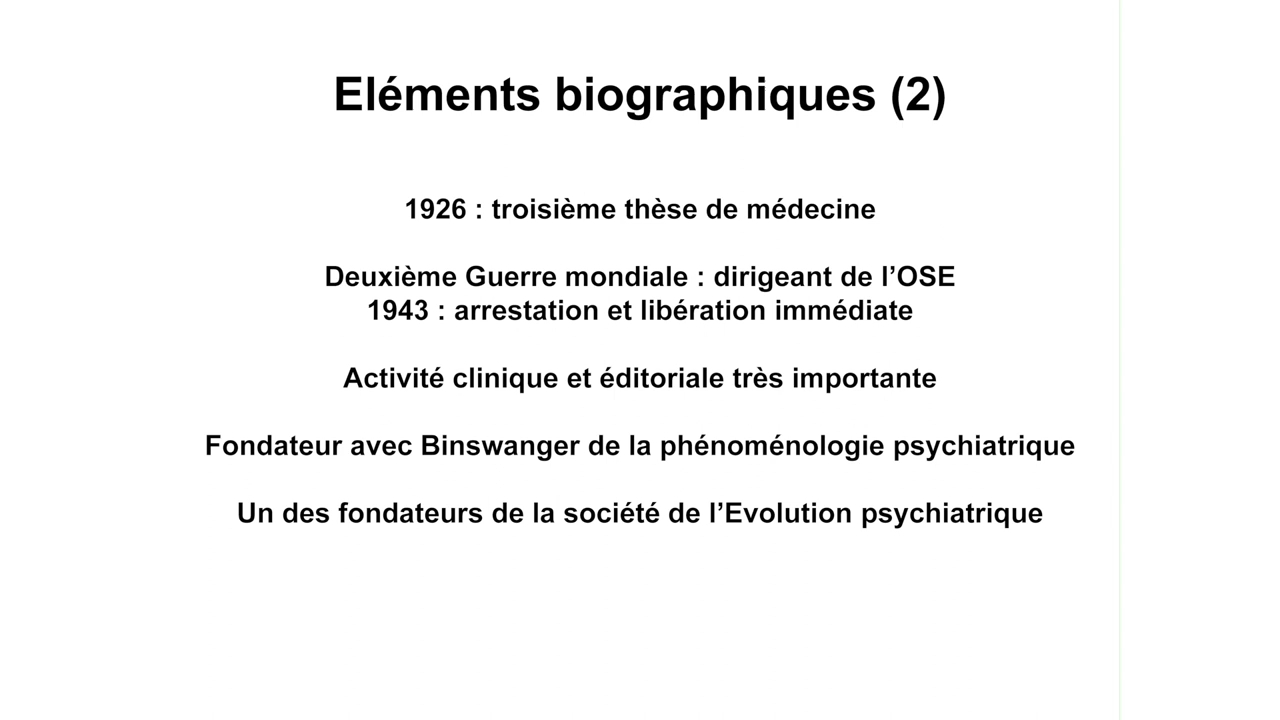 Eléments biographiques (2)
1926 : troisième thèse de médecine
Deuxième Guerre mondiale : dirigeant de l’OSE
1943 : arrestation et libération immédiate
Activité clinique et éditoriale très importante
Fondateur avec Binswanger de la phénoménologie psychiatrique
Un des fondateurs de la société de l’Evolution psychiatrique